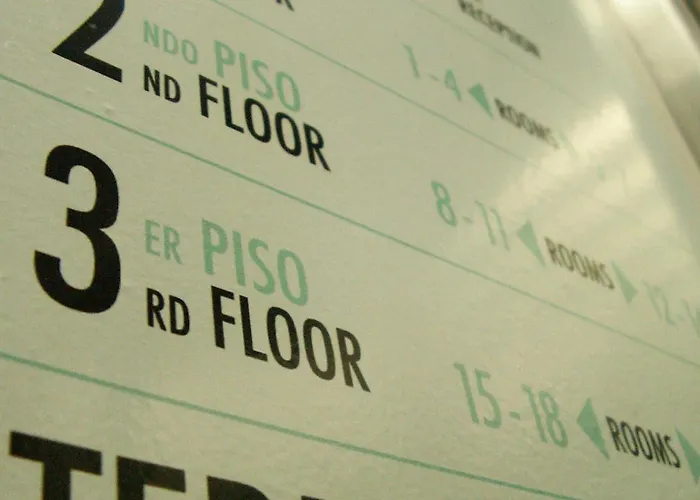 RECEPTION
1-4 ROOMS
2 NDO PISO
ND FLOOR
8-11 ROOMS
3 ER PISO
RD FLOOR
15-18 ROOMS